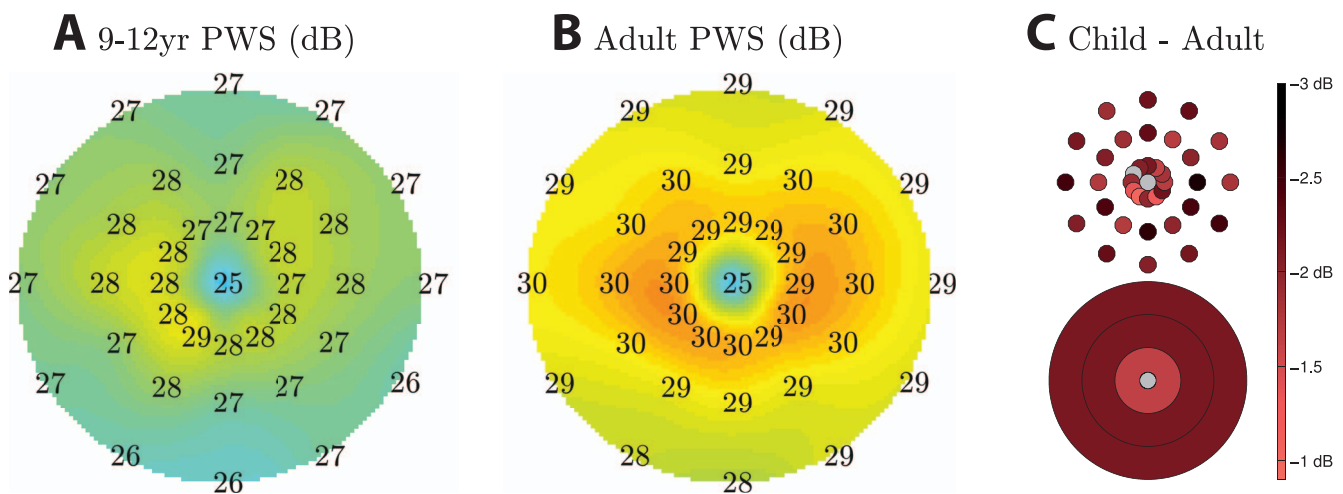 A 9-12yr PWS (dB)
B Adult PWS (dB)
C Child - Adult
27
27 27
27
28 28
28 27 27 27 28
28 28
27 28 28 25 27 28 27
28 28
27 29 28 28 27
27 28 27 27 26
26 27
26
29
29 29
29
30 30
29 30 29 29 29 30 29
29 29
30 30 30 25 29 30 29
30 30
30 30 30 29 30
29 29 29 29 29
28 29
28
−3 dB
−2.5
−2 dB
−1.5
−1 dB